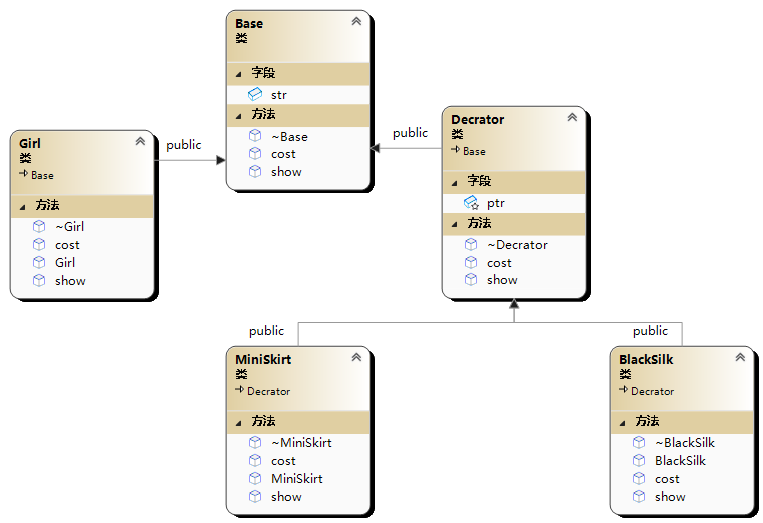 Base
类
字段
str
方法
~Base
cost
show
Girl
类
Base
方法
~Girl
cost
Girl
show
public
public
Decrator
类
Base
字段
ptr
方法
~Decrator
cost
show
public
public
MiniSkirt
类
Decrator
方法
~MiniSkirt
cost
MiniSkirt
show
BlackSilk
类
Decrator
方法
~BlackSilk
BlackSilk
cost
show